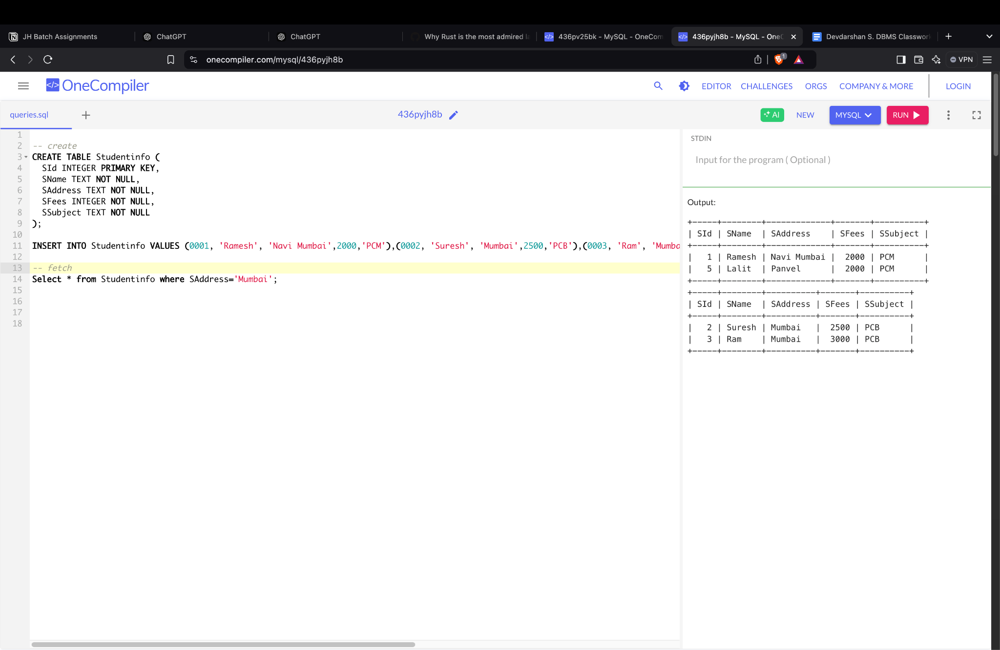 JH Batch Assignments
ChatGPT
ChatGPT
Why Rust is the most admired la
436pv25bk - MySQL - OneCom
436pyjh8b - MySQL - OneC
Devdarshan S. DBMS Classwor
onecompiler.com/mysql/436pyjh8b
1
VPN
</> OneCompiler
EDITOR CHALLENGES ORGS COMPANY & MORE LOGIN
queries.sql
436pyjh8b
AI NEW MYSQL RUN
1
2 -- create
3 CREATE TABLE Studentinfo (
4 SId INTEGER PRIMARY KEY,
5 SName TEXT NOT NULL,
6 SAddress TEXT NOT NULL,
7 SFees INTEGER NOT NULL,
8 SSubject TEXT NOT NULL
9 );
10
11 INSERT INTO Studentinfo VALUES (0001, 'Ramesh', 'Navi Mumbai',2000,'PCM'),(0002, 'Suresh', 'Mumbai',2500,'PCB'),(0003, 'Ram', 'Mumba
12
13 -- fetch
14 Select * from Studentinfo where SAddress='Mumbai';
15
16
17
18
STDIN
Input for the program ( Optional )
Output:
+-----+--------+-------------+-------+----------+
| SId | SName  | SAddress    | SFees | SSubject |
+-----+--------+-------------+-------+----------+
|   1 | Ramesh | Navi Mumbai |  2000 | PCM      |
|   5 | Lalit  | Panvel      |  2000 | PCM      |
+-----+--------+-------------+-------+----------+
+-----+--------+----------+-------+----------+
| SId | SName  | SAddress | SFees | SSubject |
+-----+--------+----------+-------+----------+
|   2 | Suresh | Mumbai   |  2500 | PCB      |
|   3 | Ram    | Mumbai   |  3000 | PCB      |
+-----+--------+----------+-------+----------+